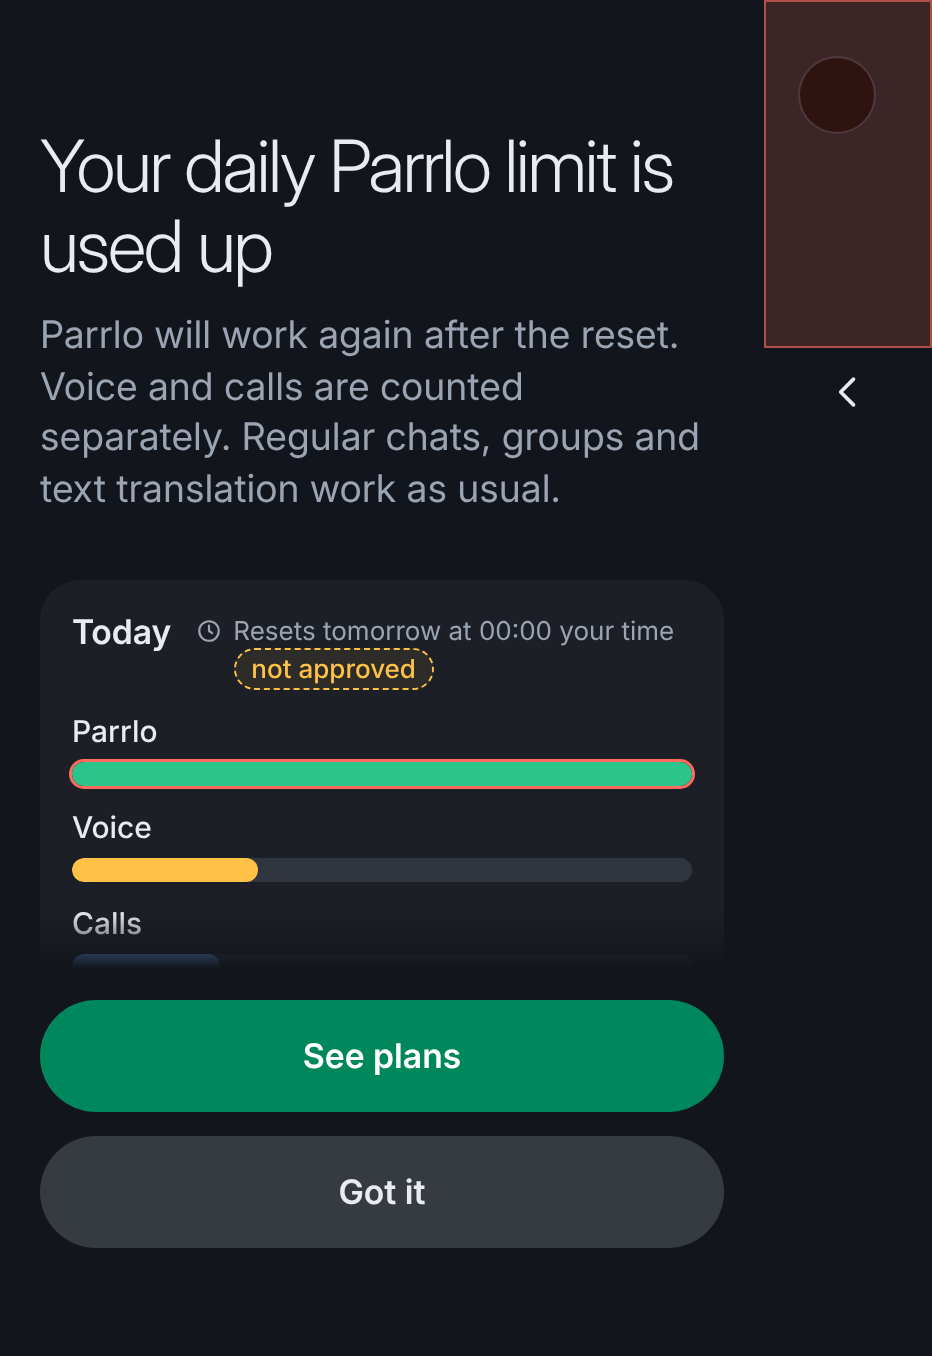 Your daily Parrlo limit is
used up
Parrlo will work again after the reset.
Voice and calls are counted
separately. Regular chats, groups and
text translation work as usual.
Today Resets tomorrow at 00:00 your time
not approved
Parrlo
Voice
Calls
See plans
Got it